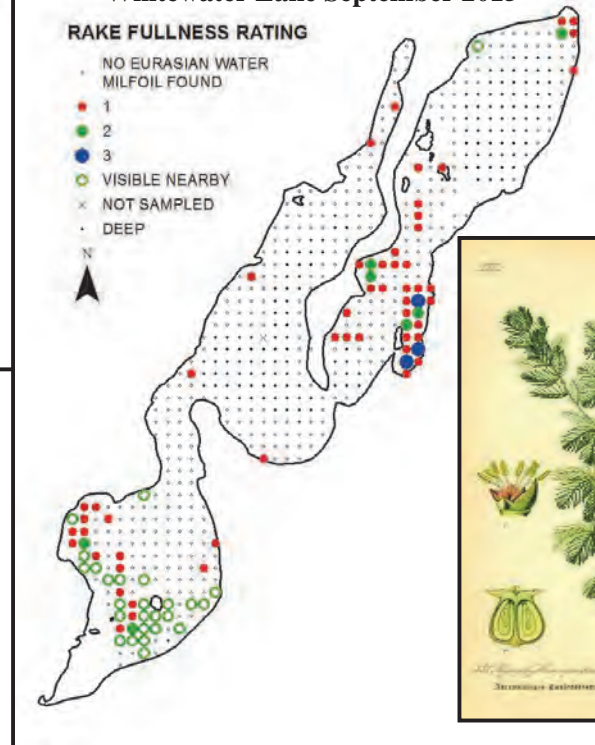 RAKE FULLNESS RATING
NO EURASIAN WATER
MILFOIL FOUND
1
2
3
VISIBLE NEARBY
NOT SAMPLED
DEEP
N